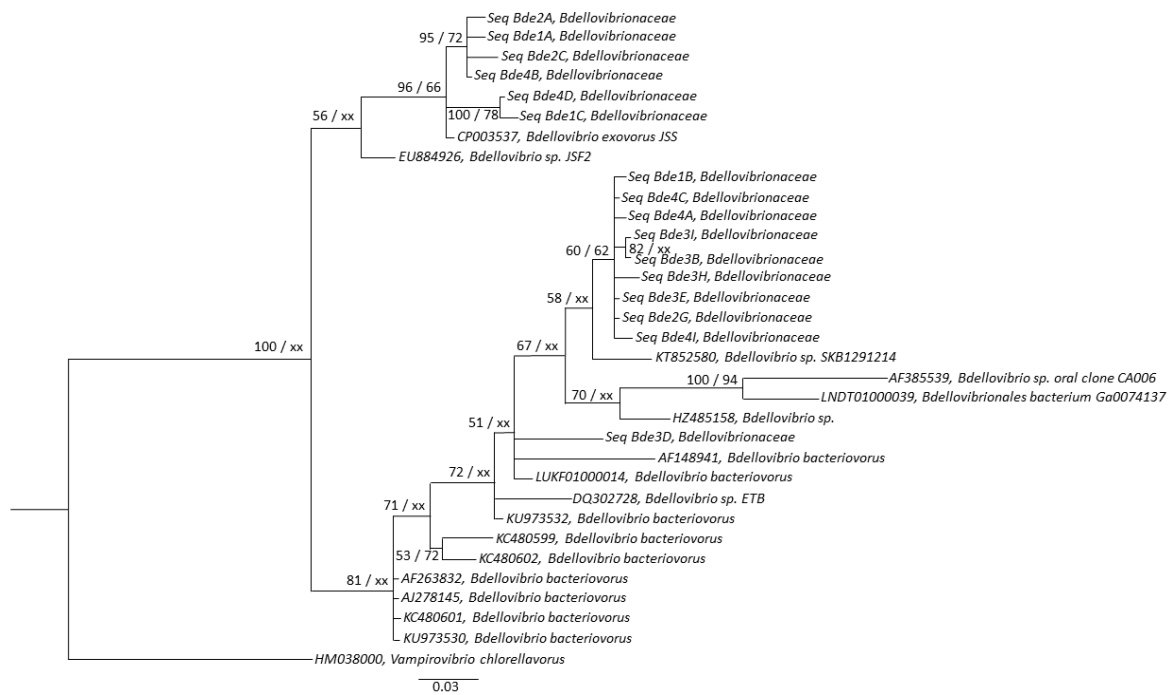 Seq Bde2A, Bdellovibrionaceae
95 / 72
Seq Bde1A, Bdellovibrionaceae
Seq Bde2C, Bdellovibrionaceae
Seq Bde4B, Bdellovibrionaceae
96 / 66
Seq Bde4D, Bdellovibrionaceae
100 / 78
Seq Bde1C, Bdellovibrionaceae
56 / xx
CP003537, Bdellovibrio exovorus JSS
EU884926, Bdellovibrio sp. JSF2
Seq Bde1B, Bdellovibrionaceae
Seq Bde4C, Bdellovibrionaceae
Seq Bde4A, Bdellovibrionaceae
Seq Bde3I, Bdellovibrionaceae
60 / 62
82 / xx
Seq Bde3B, Bdellovibrionaceae
Seq Bde3H, Bdellovibrionaceae
58 / xx
Seq Bde3E, Bdellovibrionaceae
Seq Bde2G, Bdellovibrionaceae
Seq Bde4I, Bdellovibrionaceae
100 / xx
67 / xx
KT852580, Bdellovibrio sp. SKB1291214
100 / 94
AF385539, Bdellovibrio sp. oral clone CA006
70 / xx
LNDT01000039, Bdellovibrionales bacterium Ga0074137
HZ485158, Bdellovibrio sp.
51 / xx
Seq Bde3D, Bdellovibrionaceae
AF148941, Bdellovibrio bacteriovorus
72 / xx
LUKF01000014, Bdellovibrio bacteriovorus
DQ302728, Bdellovibrio sp. ETB
71 / xx
KU973532, Bdellovibrio bacteriovorus
KC480599, Bdellovibrio bacteriovorus
53 / 72
KC480602, Bdellovibrio bacteriovorus
81 / xx
AF263832, Bdellovibrio bacteriovorus
AJ278145, Bdellovibrio bacteriovorus
KC480601, Bdellovibrio bacteriovorus
KU973530, Bdellovibrio bacteriovorus
HM038000, Vampirovibrio chlorellavorus
0.03